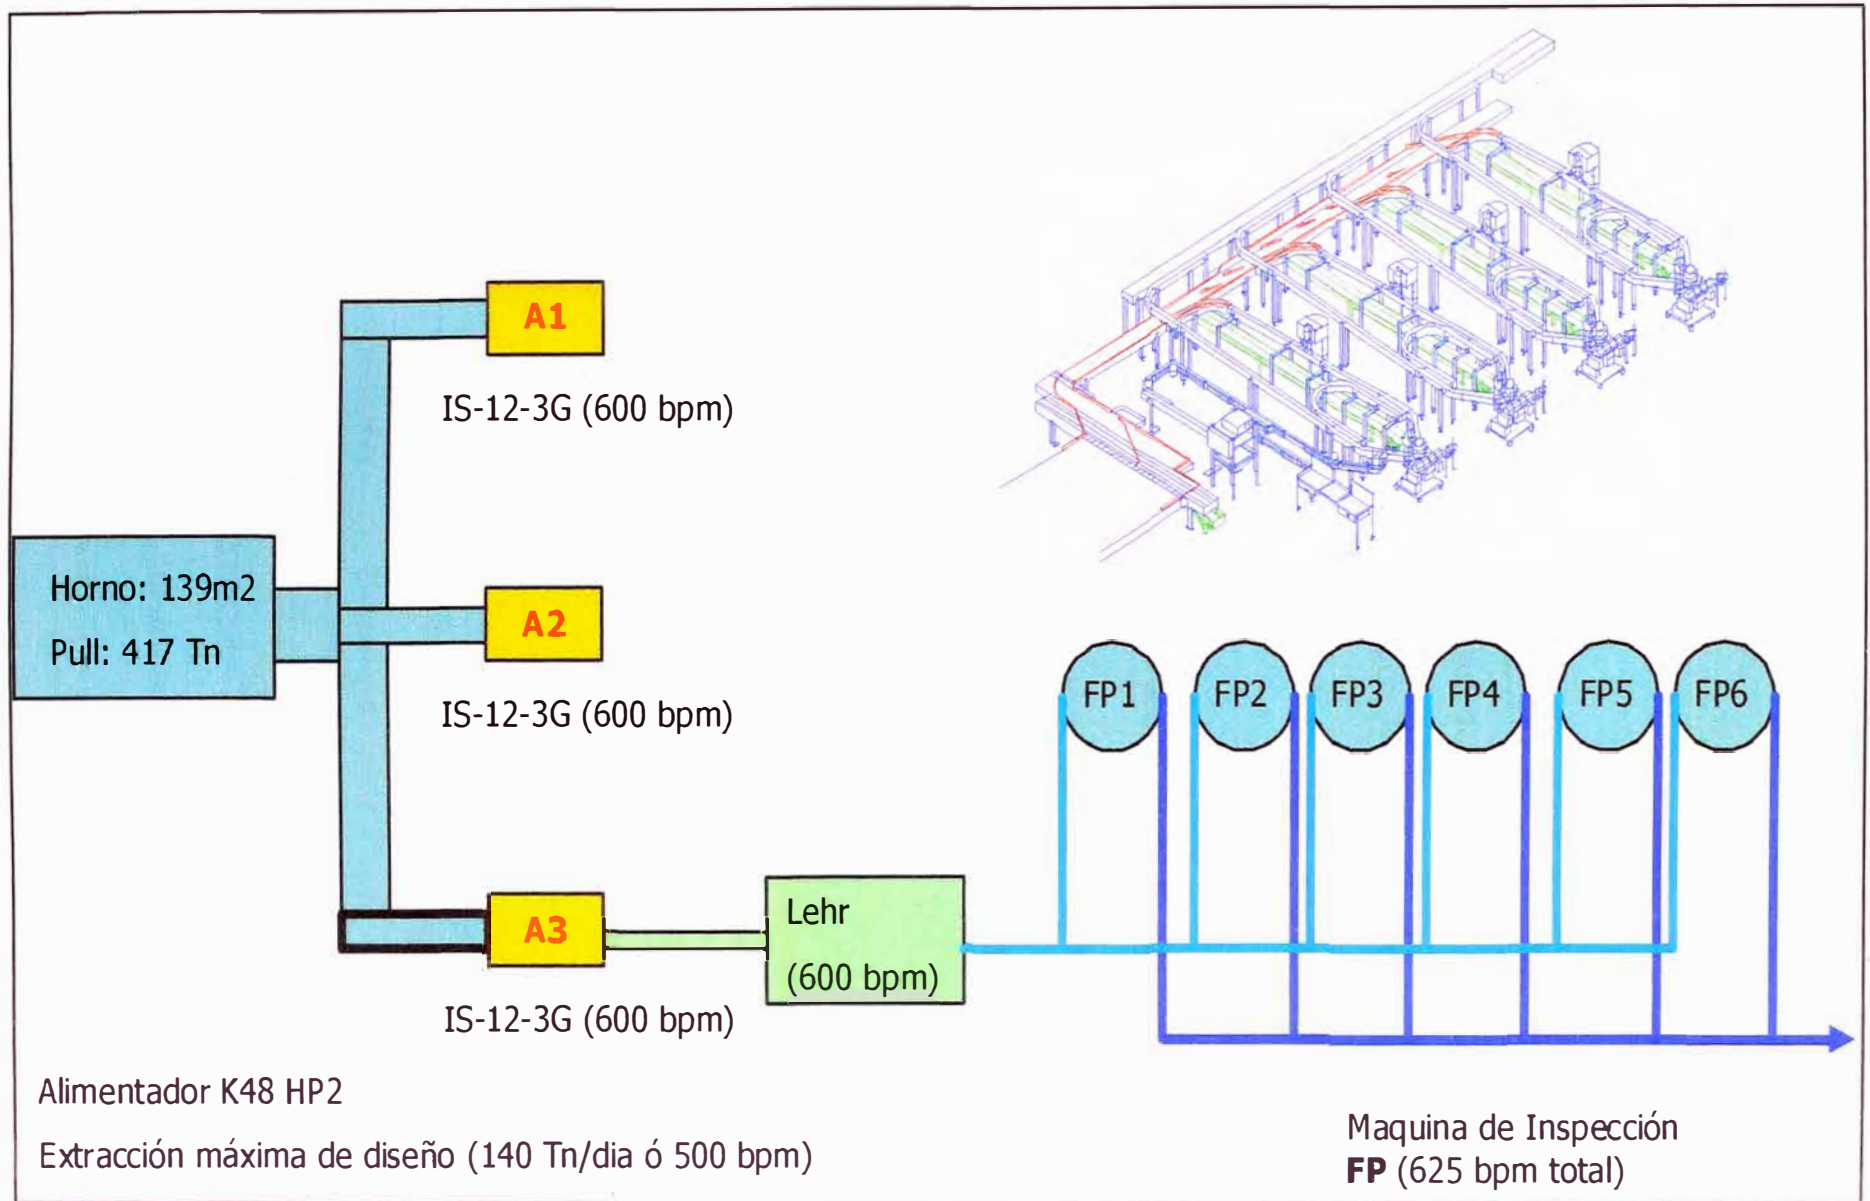 A1
IS-12-3G (600 bpm)
Horno: 139m2
Pull: 417 Tn
A2
IS-12-3G (600 bpm)
FP1
FP2
FP3
FP4
FP5
FP6
A3
IS-12-3G (600 bpm)
Lehr
(600 bpm)
Alimentador K48 HP2
Extracción máxima de diseño (140 Tn/dia ó 500 bpm)
Maquina de Inspección
FP (625 bpm total)